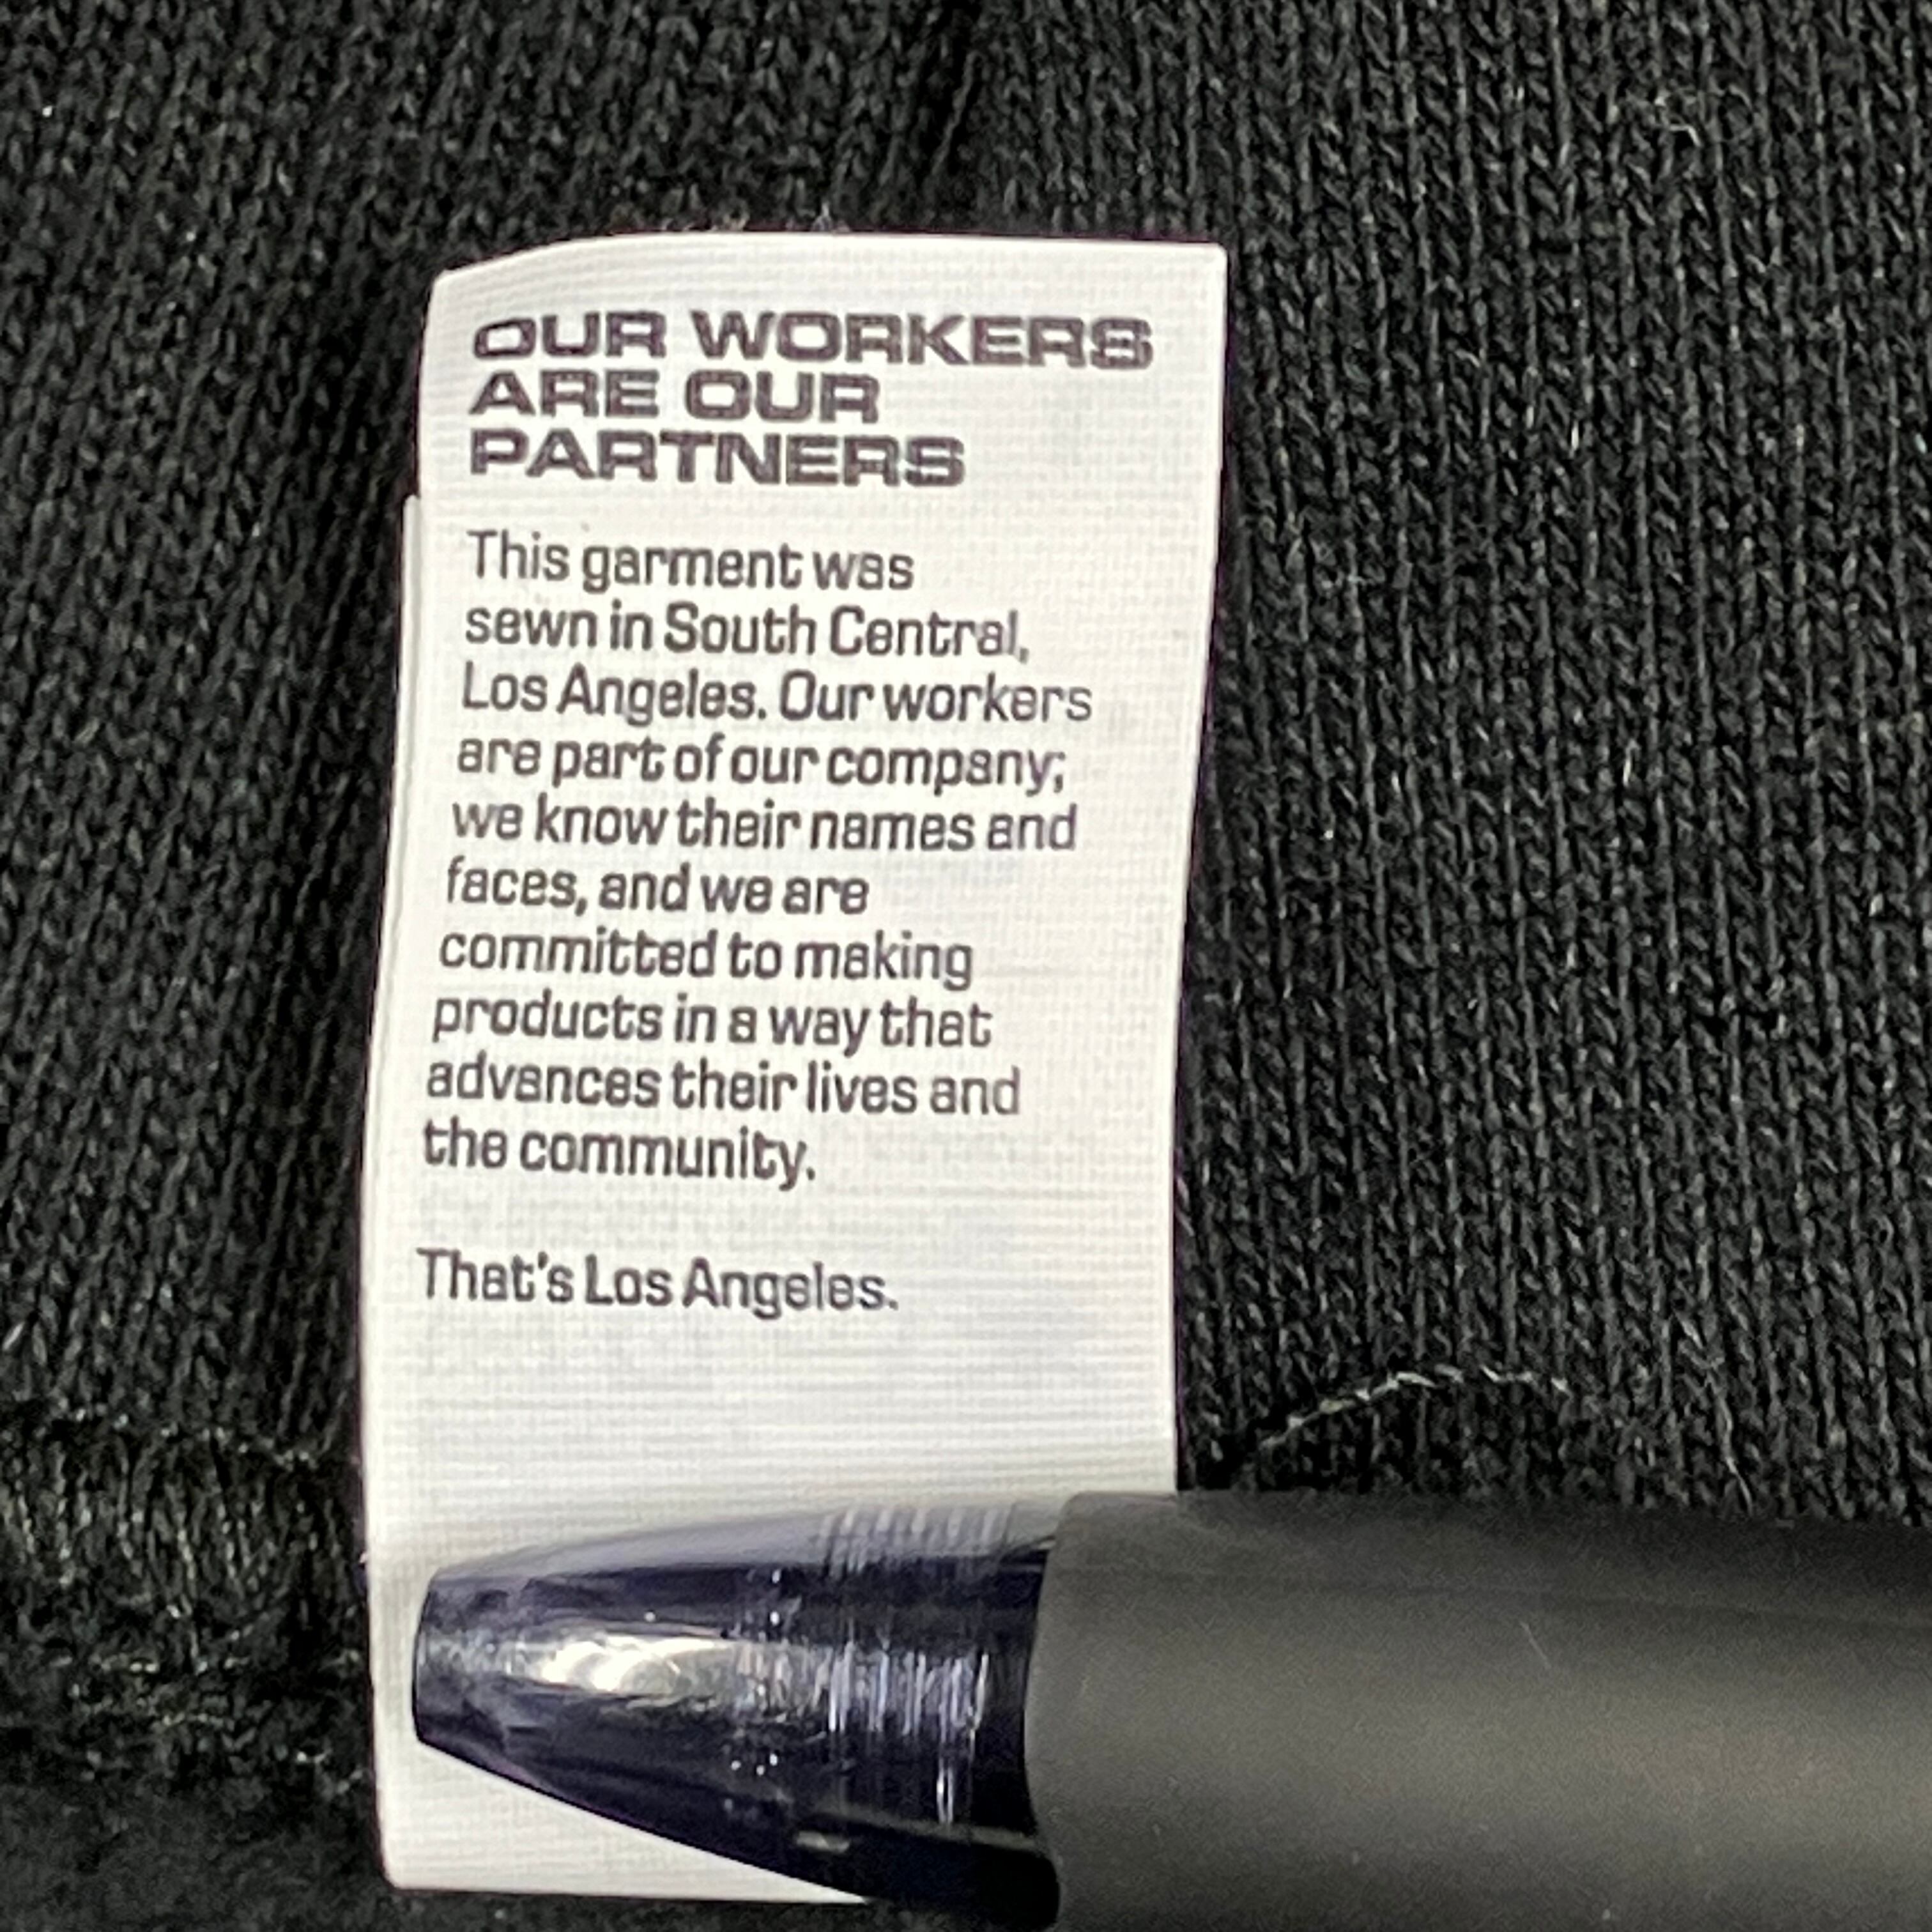 OUR WORKERS
ARE OUR
PARTNERS
This garment was
sewn in South Central,
Los Angeles. Our workers
are part of our company;
we know their names and
faces, and we are
committed to making
products in a way that
advances their lives and
the community.
That's Los Angeles.